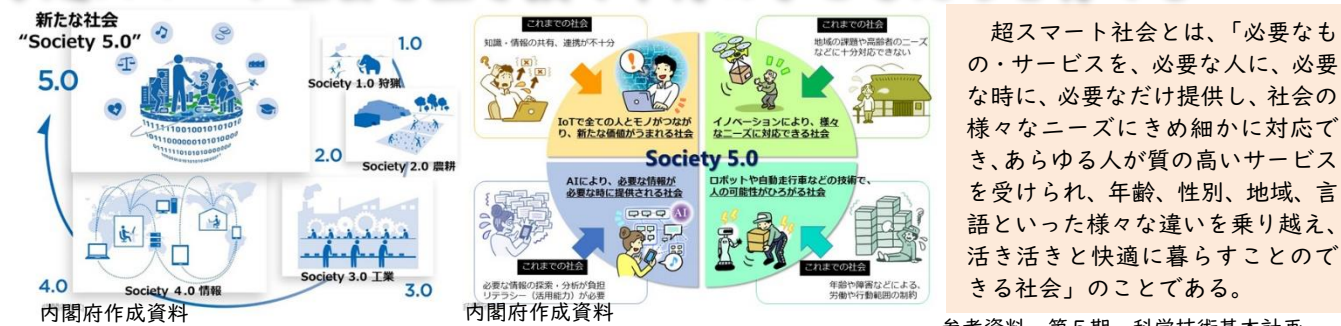 新たな社会
“Society 5.0”
5.0
1.0
Society 1.0 狩猟
2.0
Society 2.0 農耕
4.0
Society 4.0 情報
Society 3.0 工業
3.0
内閣府作成資料
これまでの社会
知識・情報の共有、連携が不十分
IoTで全ての人とモノがつなが
り、新たな価値がうまれる社会
これまでの社会
地域の課題や高齢者のニーズ
などに十分対応できない
イノベーションにより、様々
なニーズに対応できる社会
Society 5.0
AIにより、必要な情報が
必要な時に提供される社会
AI
これまでの社会
必要な情報の探索・分析が負担
リテラシー（活用能力）が必要
ロボットや自動走行車などの技術で、
人の可能性がひろがる社会
これまでの社会
年齢や障害などによる、
労働や行動範囲の制約
内閣府作成資料
超スマート社会とは、「必要なも
の・サービスを、必要な人に、必要
な時に、必要なだけ提供し、社会の
様々なニーズにきめ細かに対応で
き、あらゆる人が質の高いサービス
を受けられ、年齢、性別、地域、言
語といった様々な違いを乗り越え、
活き活きと快適に暮らすことので
きる社会」のことである。
参考資料 第5期 科学技術基本計画